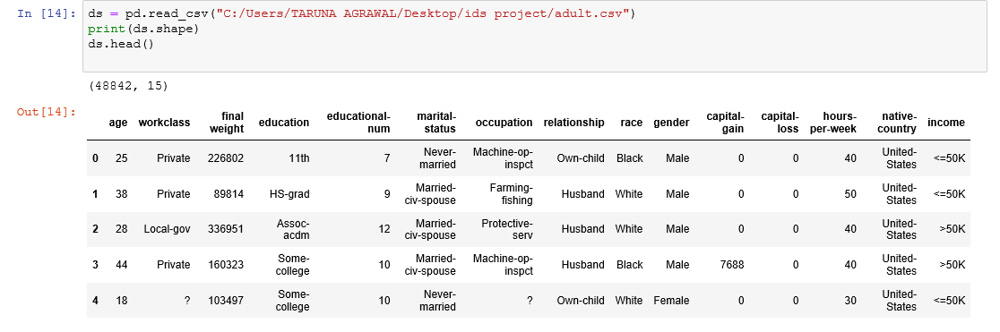 In [14]: ds = pd.read_csv("C:/Users/TARUNA AGRAWAL/Desktop/ids project/adult.csv")
print(ds.shape)
ds.head()
(48842, 15)
Out[14]:
age workclass final weight education educational-num marital-status occupation relationship race gender capital-gain capital-loss hours-per-week native-country income
0 25 Private 226802 11th 7 Never-married Machine-op-inspct Own-child Black Male 0 0 40 United-States <=50K
1 38 Private 89814 HS-grad 9 Married-civ-spouse Farming-fishing Husband White Male 0 0 50 United-States <=50K
2 28 Local-gov 336951 Assoc-acdm 12 Married-civ-spouse Protective-serv Husband White Male 0 0 40 United-States >50K
3 44 Private 160323 Some-college 10 Married-civ-spouse Machine-op-inspct Husband Black Male 7688 0 40 United-States >50K
4 18 ? 103497 Some-college 10 Never-married ? Own-child White Female 0 0 30 United-States <=50K